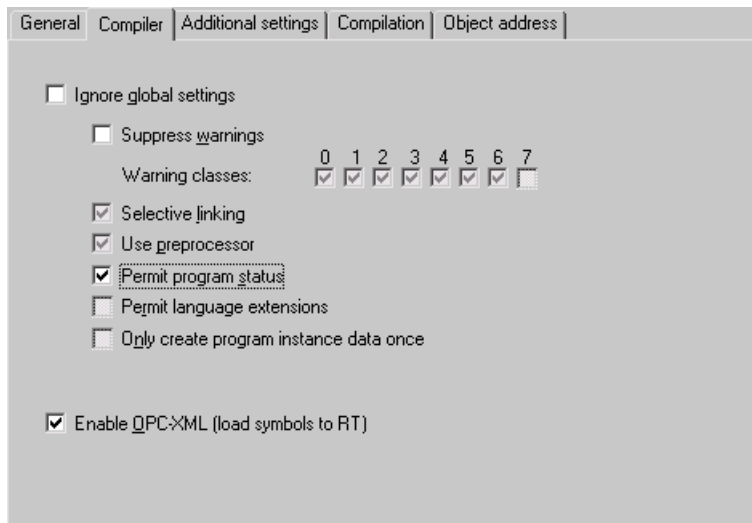 General Compiler Additional settings Compilation Object address
Ignore global settings
Suppress warnings
0 1 2 3 4 5 6 7
Warning classes:
Selective linking
Use preprocessor
Permit program status
Permit language extensions
Only create program instance data once
Enable OPC-XML (load symbols to RT)